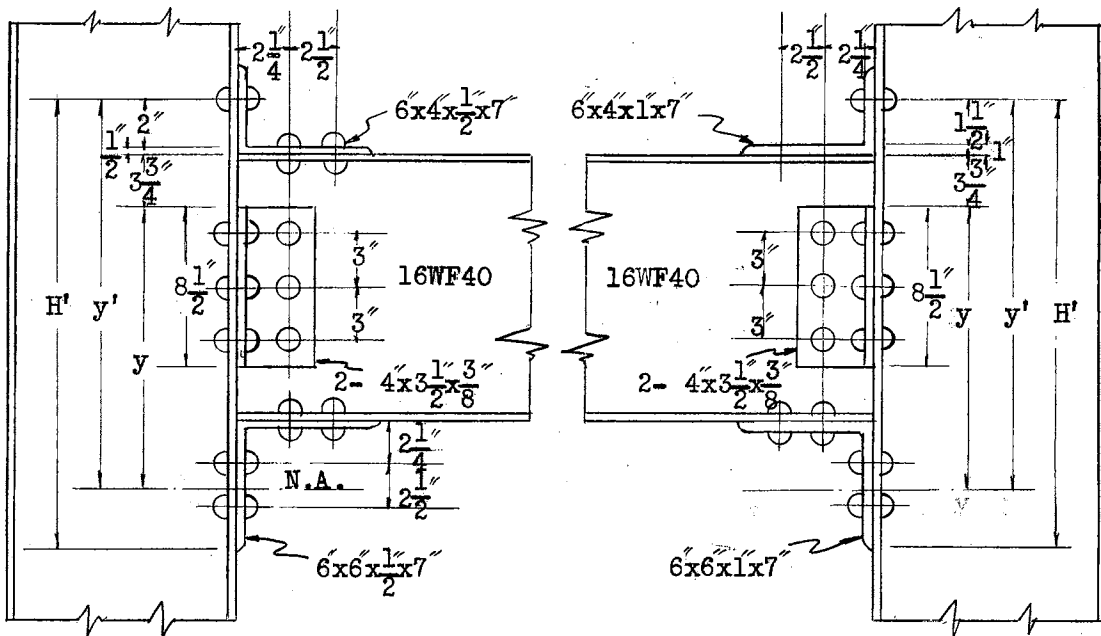 2 1/4" 2 1/2"
2 1/2" 2 1/4"
6"x4"x1/2"x7"
6"x4"x1"x7"
2"
1/2"
3 3/4"
1 1/2"
1"
3 3/4"
H'
y'
y
8 1/2"
3"
3"
16WF40
16WF40
3"
3"
8 1/2"
y
y'
H'
2- 4"x3 1/2"x3/8"
2- 4"x3 1/2"x3/8"
2 1/4"
N.A.
2 1/2"
6"x6"x1/2"x7"
6"x6"x1"x7"